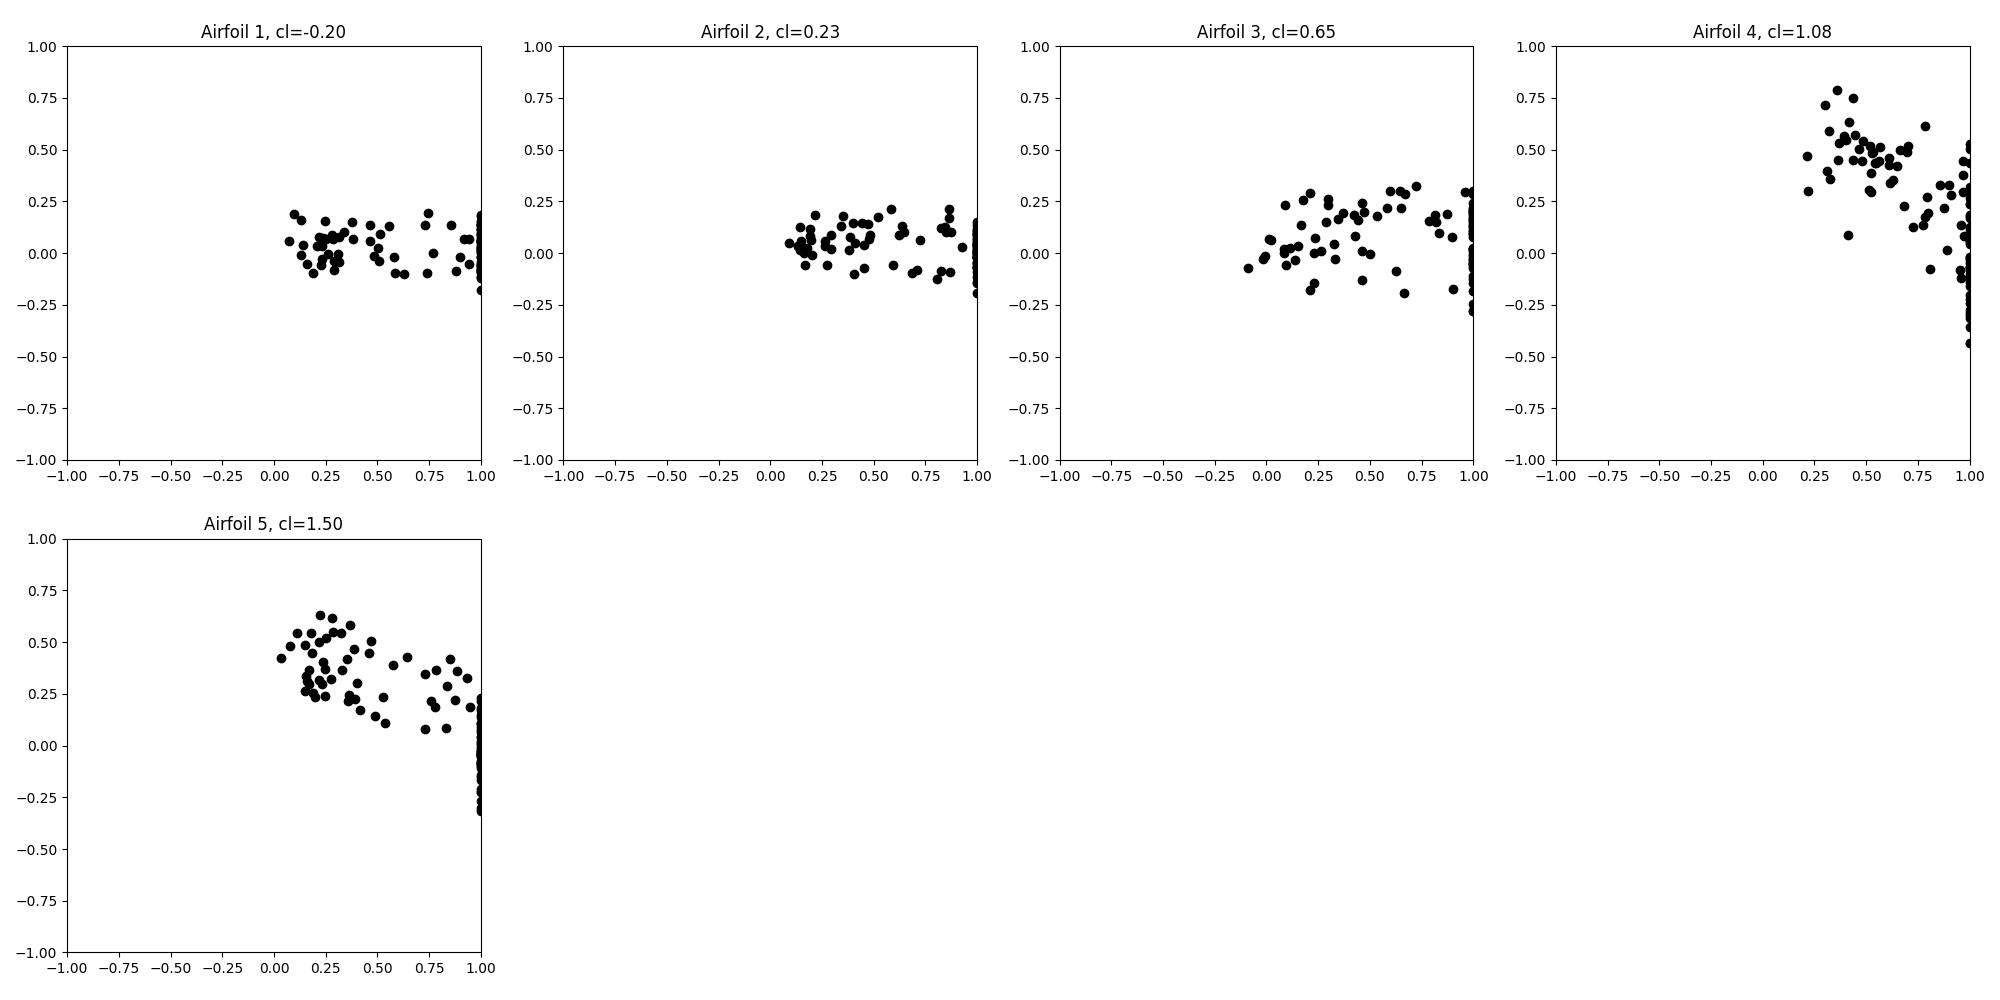 Airfoil 1, cl=-0.20
Airfoil 2, cl=0.23
Airfoil 3, cl=0.65
Airfoil 4, cl=1.08
1.00 1.00 1.00 1.00
0.75 0.75 0.75 0.75
0.50 0.50 0.50 0.50
0.25 0.25 0.25 0.25
0.00 0.00 0.00 0.00
−0.25 −0.25 −0.25 −0.25
−0.50 −0.50 −0.50 −0.50
−0.75 −0.75 −0.75 −0.75
−1.00 −1.00 −1.00 −1.00
−1.00 −0.75 −0.50 −0.25 0.00 0.25 0.50 0.75 1.00
−1.00 −0.75 −0.50 −0.25 0.00 0.25 0.50 0.75 1.00
−1.00 −0.75 −0.50 −0.25 0.00 0.25 0.50 0.75 1.00
−1.00 −0.75 −0.50 −0.25 0.00 0.25 0.50 0.75 1.00
Airfoil 5, cl=1.50
1.00
0.75
0.50
0.25
0.00
−0.25
−0.50
−0.75
−1.00
−1.00 −0.75 −0.50 −0.25 0.00 0.25 0.50 0.75 1.00